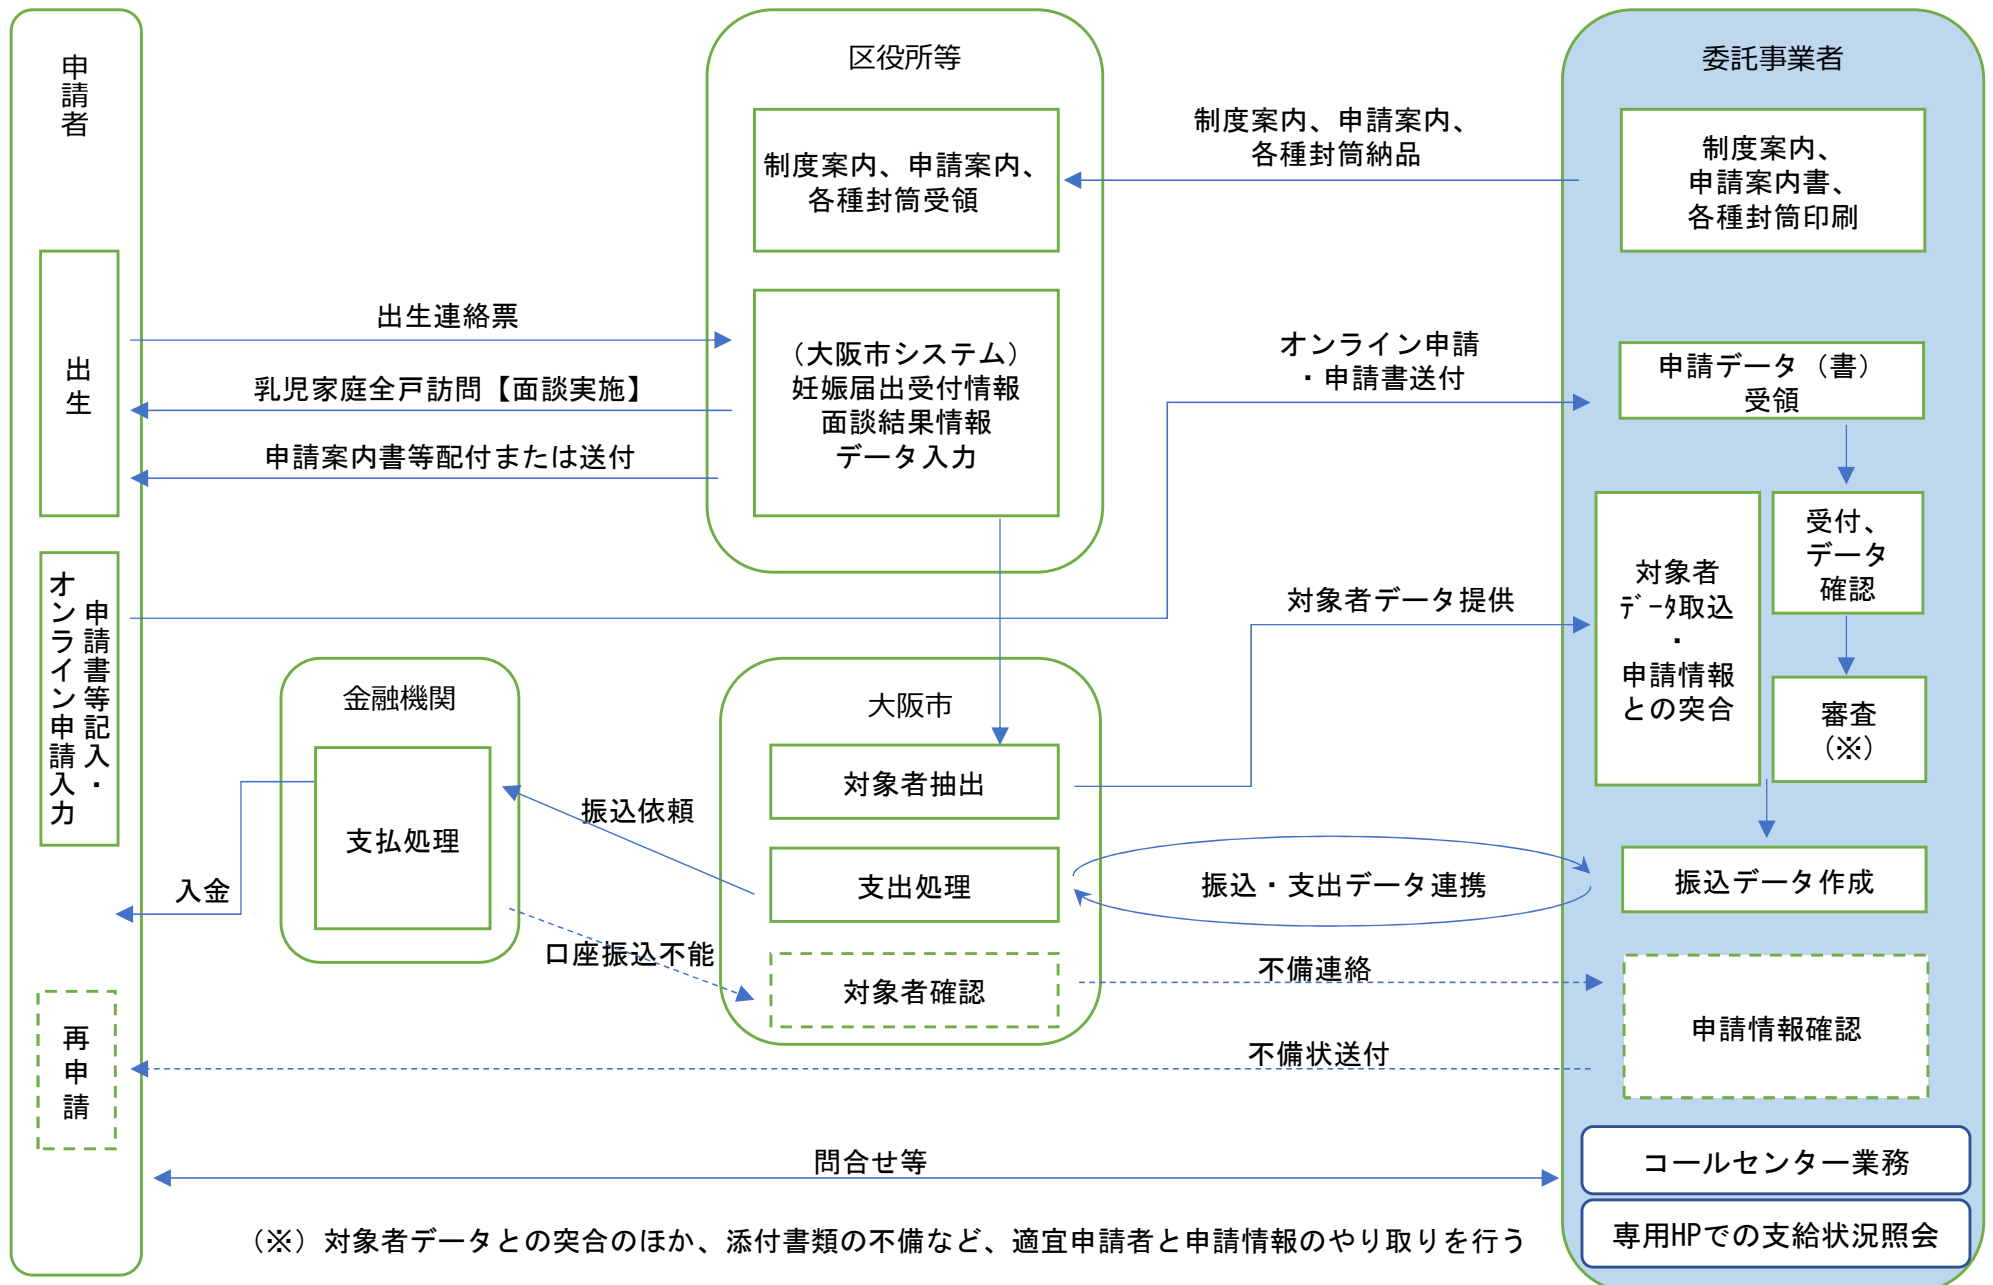 申請者
区役所等
委託事業者
制度案内、申請案内、
各種封筒受領
制度案内、申請案内、
各種封筒納品
制度案内、
申請案内書、
各種封筒印刷
出生
出生連絡票
乳児家庭全戸訪問【面談実施】
申請案内書等配付または送付
（大阪市システム）
妊娠届出受付情報
面談結果情報
データ入力
オンライン申請
・申請書送付
申請データ（書）
受領
受付、
データ
確認
対象者
ﾃﾞｰﾀ取込
・
申請情報
との突合
審査
（※）
対象者データ提供
申請書等記入・
オンライン申請入力
金融機関
支払処理
大阪市
対象者抽出
振込依頼
支出処理
振込・支出データ連携
振込データ作成
入金
口座振込不能
対象者確認
不備連絡
申請情報確認
再申請
不備状送付
問合せ等
コールセンター業務
専用HPでの支給状況照会
（※）対象者データとの突合のほか、添付書類の不備など、適宜申請者と申請情報のやり取りを行う